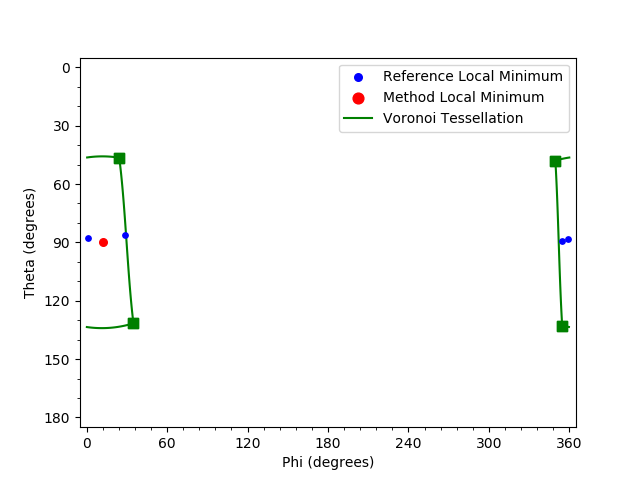 Reference Local Minimum
Method Local Minimum
Voronoi Tessellation
Theta (degrees)
0
30
60
90
120
150
180
0 60 120 180 240 300 360
Phi (degrees)